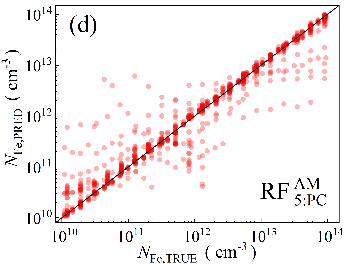 (d)
10^14
10^13
10^12
10^11
10^10
N_Fe,PRED ( cm^-3 )
RF^AM_5:PC
10^10 10^11 10^12 10^13 10^14
N_Fe,TRUE ( cm^-3 )